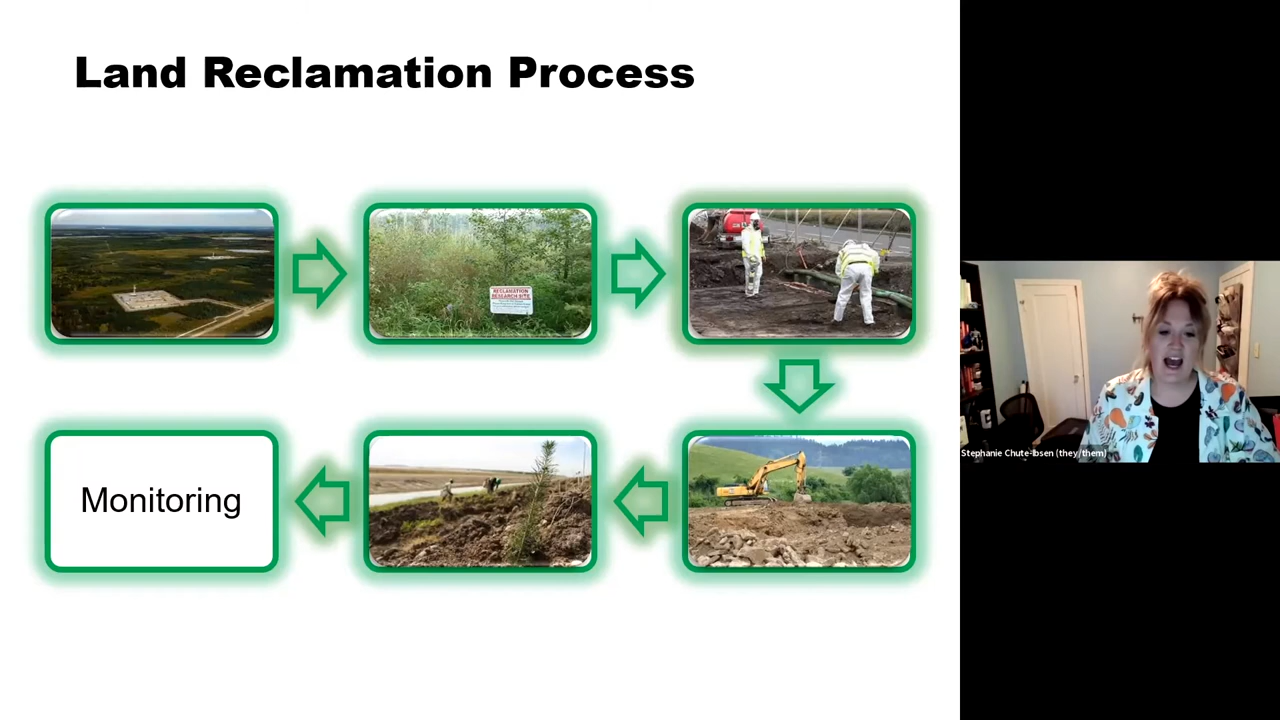 Land Reclamation Process
RECLAMATION
RESEARCH SITE
Monitoring
Stephanie Chute-Ibsen (they/them)